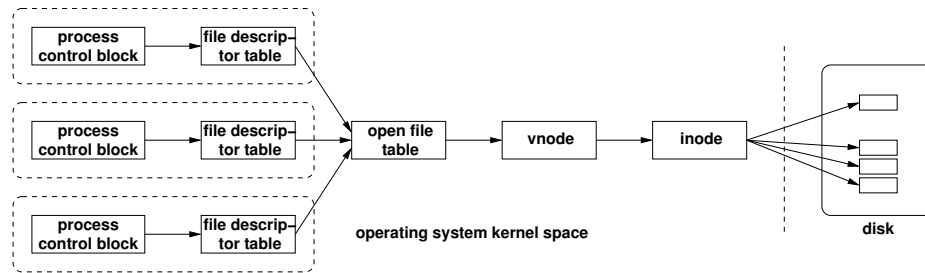 process
control block
file descrip–
tor table
process
control block
file descrip–
tor table
open file
table
vnode
inode
process
control block
file descrip–
tor table
operating system kernel space
disk